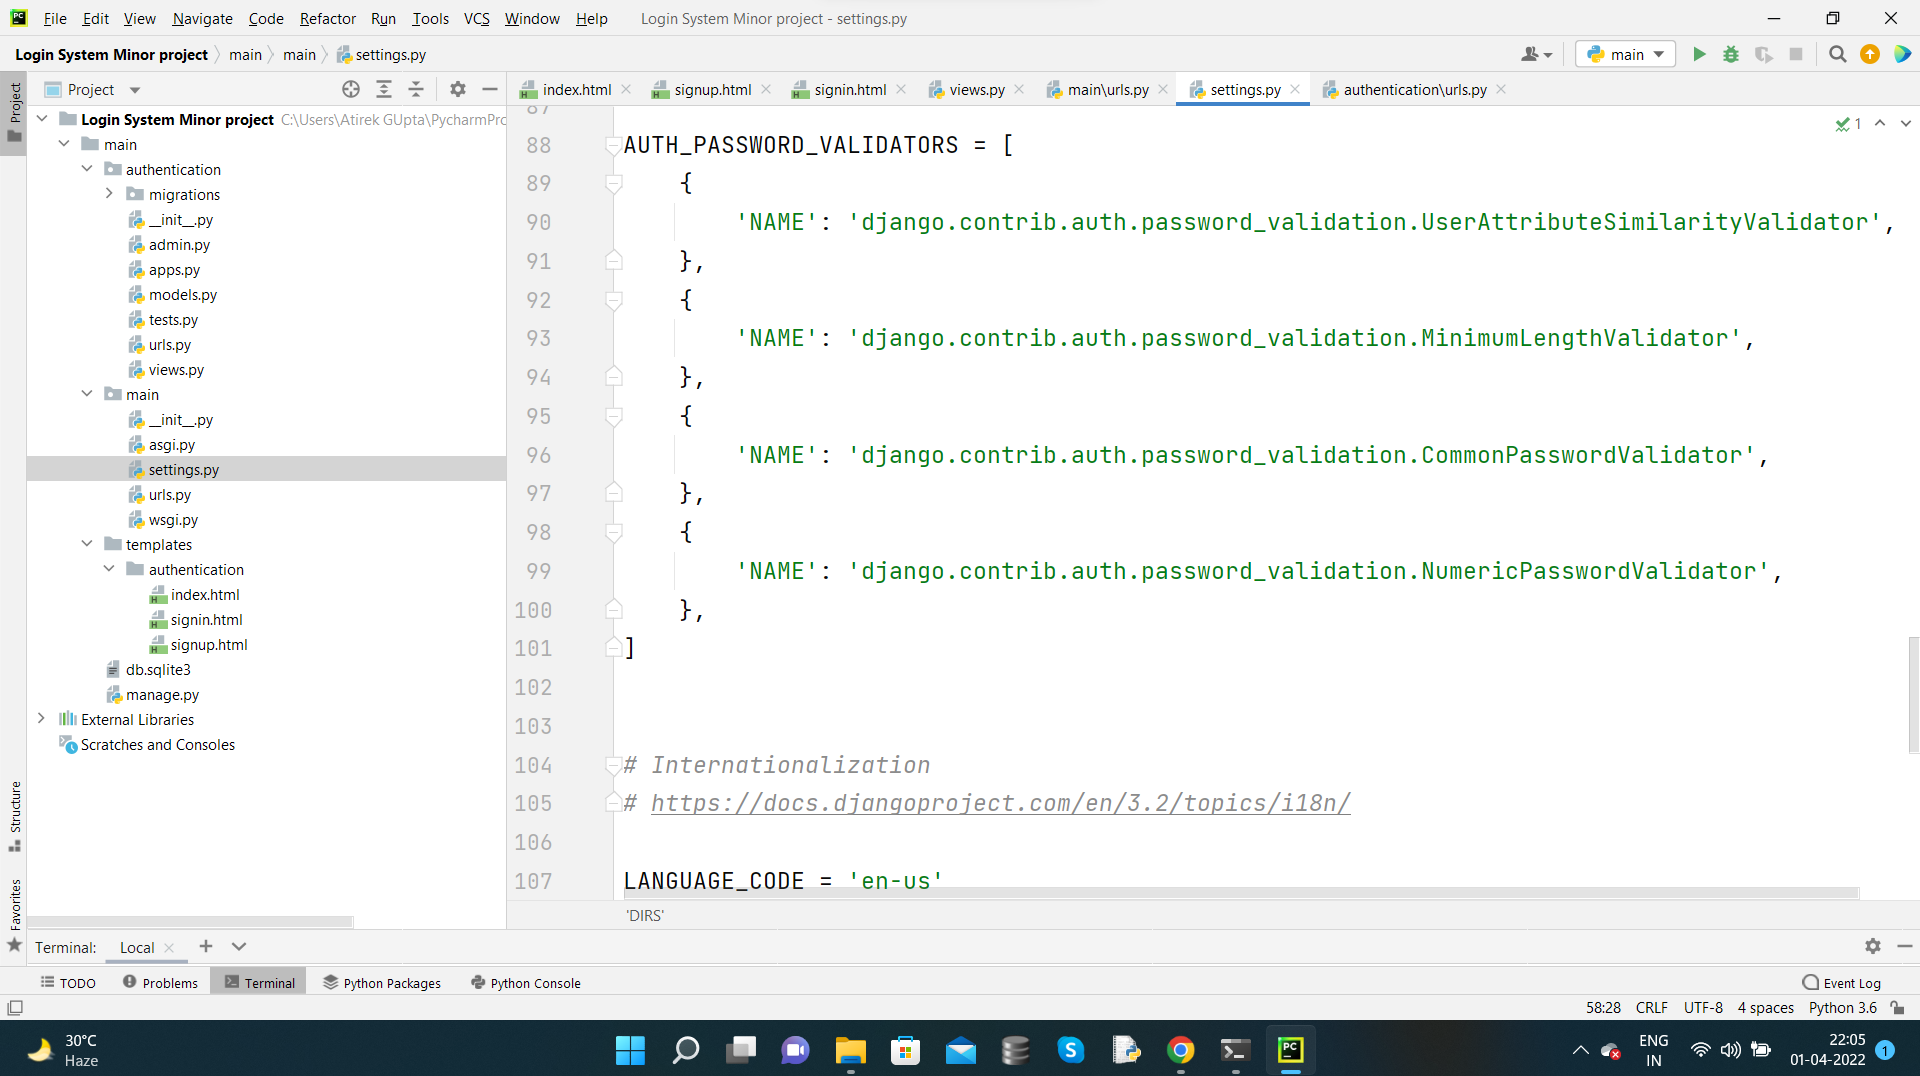 File Edit View Navigate Code Refactor Run Tools VCS Window Help Login System Minor project - settings.py
Login System Minor project main main settings.py main
Project
index.html signup.html signin.html views.py main\urls.py settings.py authentication\urls.py
Project
Structure
Favorites
Login System Minor project C:\Users\Atirek GUpta\PycharmPro
main
authentication
migrations
__init__.py
admin.py
apps.py
models.py
tests.py
urls.py
views.py
main
__init__.py
asgi.py
settings.py
urls.py
wsgi.py
templates
authentication
index.html
signin.html
signup.html
db.sqlite3
manage.py
External Libraries
Scratches and Consoles
87
1
88 AUTH_PASSWORD_VALIDATORS = [
89 {
90 'NAME': 'django.contrib.auth.password_validation.UserAttributeSimilarityValidator',
91 },
92 {
93 'NAME': 'django.contrib.auth.password_validation.MinimumLengthValidator',
94 },
95 {
96 'NAME': 'django.contrib.auth.password_validation.CommonPasswordValidator',
97 },
98 {
99 'NAME': 'django.contrib.auth.password_validation.NumericPasswordValidator',
100 },
101 ]
102
103
104 # Internationalization
105 # https://docs.djangoproject.com/en/3.2/topics/i18n/
106
107 LANGUAGE_CODE = 'en-us'
'DIRS'
Terminal: Local
TODO Problems Terminal Python Packages Python Console Event Log
58:28 CRLF UTF-8 4 spaces Python 3.6
30°C
Haze
ENG
IN
22:05
01-04-2022
1